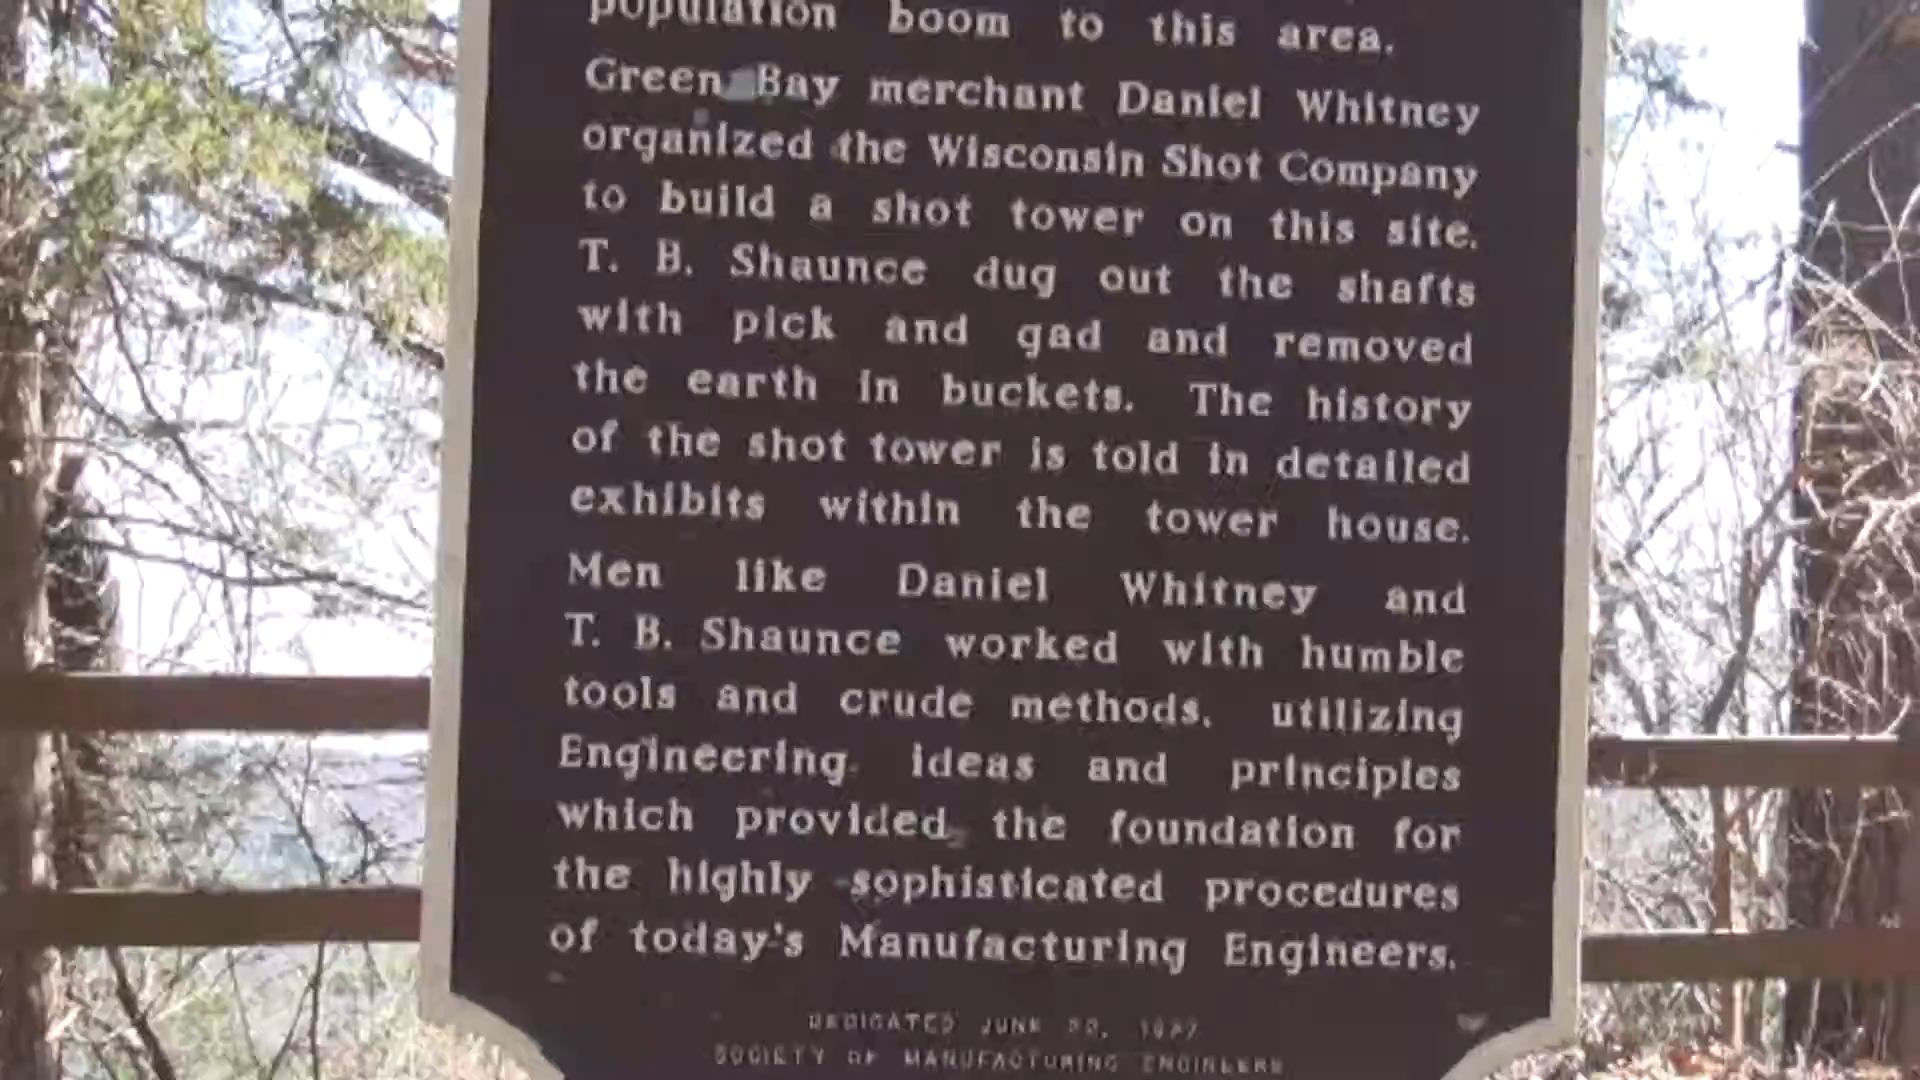 population boom to this area.
Green Bay merchant Daniel Whitney
organized the Wisconsin Shot Company
to build a shot tower on this site.
T. B. Shaunce dug out the shafts
with pick and gad and removed
the earth in buckets. The history
of the shot tower is told in detailed
exhibits within the tower house.
Men like Daniel Whitney and
T. B. Shaunce worked with humble
tools and crude methods, utilizing
Engineering ideas and principles
which provided the foundation for
the highly sophisticated procedures
of today's Manufacturing Engineers.
DEDICATED JUNE
SOCIETY OF MANUFACTURING ENGINEERS